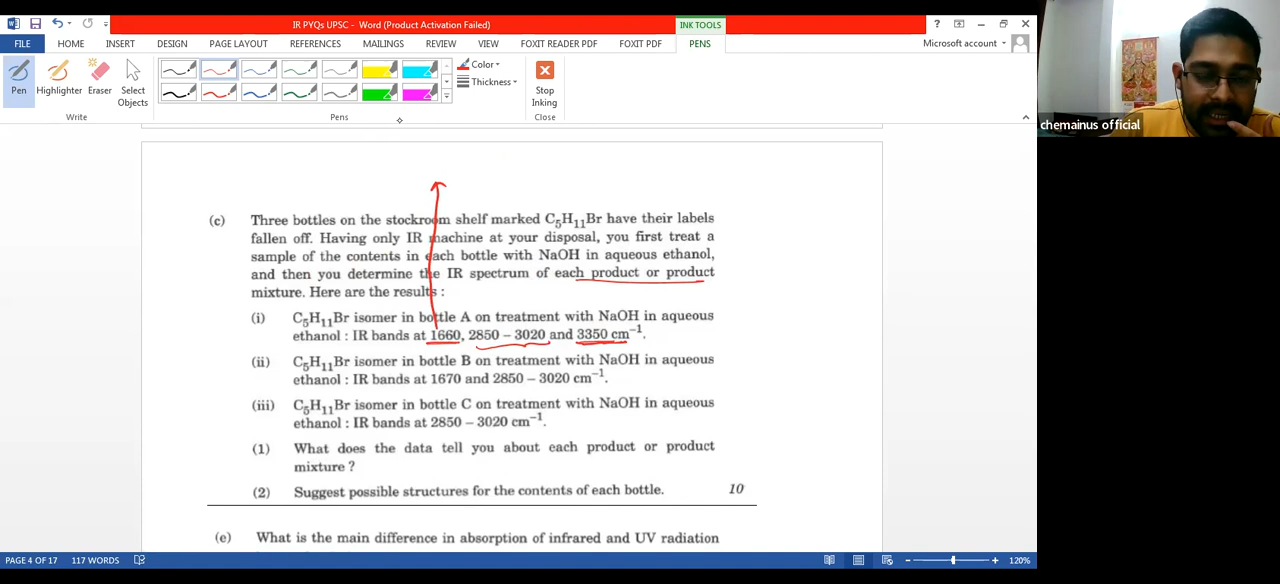 IR PYQs UPSC - Word (Product Activation Failed)
INK TOOLS
FILE HOME INSERT DESIGN PAGE LAYOUT REFERENCES MAILINGS REVIEW VIEW FOXIT READER PDF FOXIT PDF PENS
Microsoft account
Pen
Highlighter
Eraser
Select Objects
Color
Thickness
Stop Inking
Write
Pens
Close
chemainus official
(c) Three bottles on the stockroom shelf marked C₅H₁₁Br have their labels
fallen off. Having only IR machine at your disposal, you first treat a
sample of the contents in each bottle with NaOH in aqueous ethanol,
and then you determine the IR spectrum of each product or product
mixture. Here are the results :
(i) C₅H₁₁Br isomer in bottle A on treatment with NaOH in aqueous
ethanol : IR bands at 1660, 2850 – 3020 and 3350 cm⁻¹.
(ii) C₅H₁₁Br isomer in bottle B on treatment with NaOH in aqueous
ethanol : IR bands at 1670 and 2850 – 3020 cm⁻¹.
(iii) C₅H₁₁Br isomer in bottle C on treatment with NaOH in aqueous
ethanol : IR bands at 2850 – 3020 cm⁻¹.
(1) What does the data tell you about each product or product
mixture ?
(2) Suggest possible structures for the contents of each bottle. 10
(e) What is the main difference in absorption of infrared and UV radiation
PAGE 4 OF 17 117 WORDS
120%